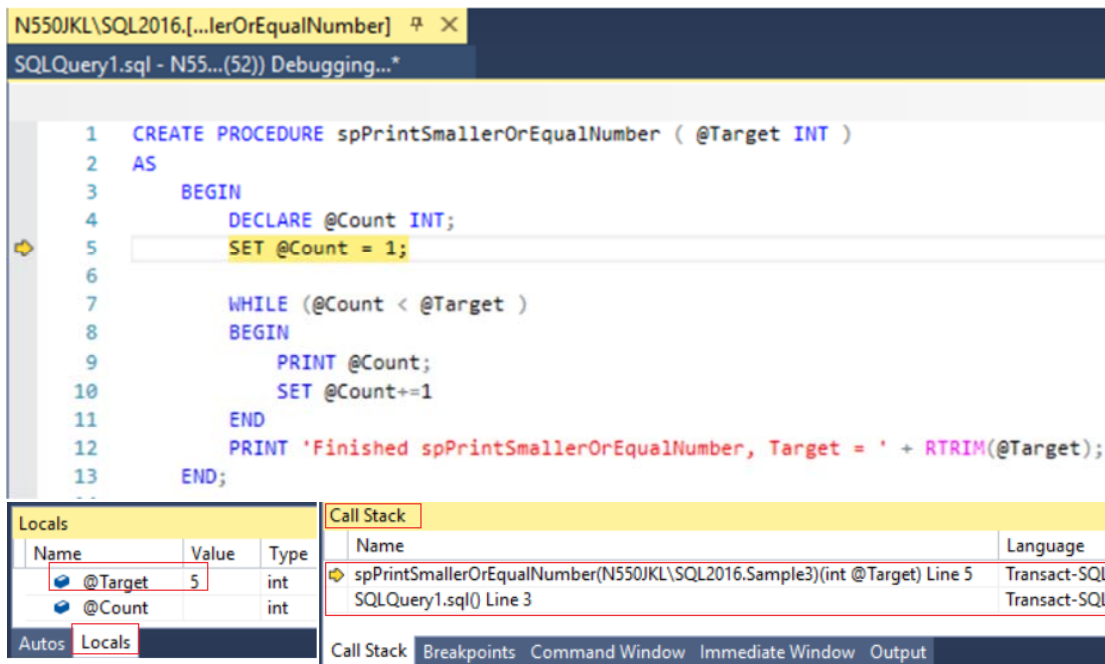 N550JKL\SQL2016.[...lerOrEqualNumber]
SQLQuery1.sql - N55...(52)) Debugging...*
1 CREATE PROCEDURE spPrintSmallerOrEqualNumber ( @Target INT )
2 AS
3 BEGIN
4 DECLARE @Count INT;
5 SET @Count = 1;
6
7 WHILE (@Count < @Target )
8 BEGIN
9 PRINT @Count;
10 SET @Count+=1
11 END
12 PRINT 'Finished spPrintSmallerOrEqualNumber, Target = ' + RTRIM(@Target);
13 END;
Locals
Name Value Type
@Target 5 int
@Count int
Autos Locals
Call Stack
Name Language
spPrintSmallerOrEqualNumber(N550JKL\SQL2016.Sample3)(int @Target) Line 5 Transact-SQL
SQLQuery1.sql() Line 3 Transact-SQL
Call Stack Breakpoints Command Window Immediate Window Output